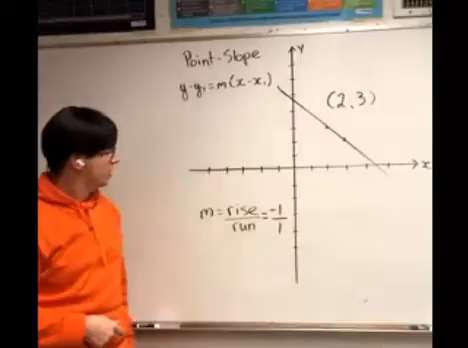 Point-Slope
y-y₁=m(x-x₁)
y
(2,3)
x
m=rise/run=-1/1